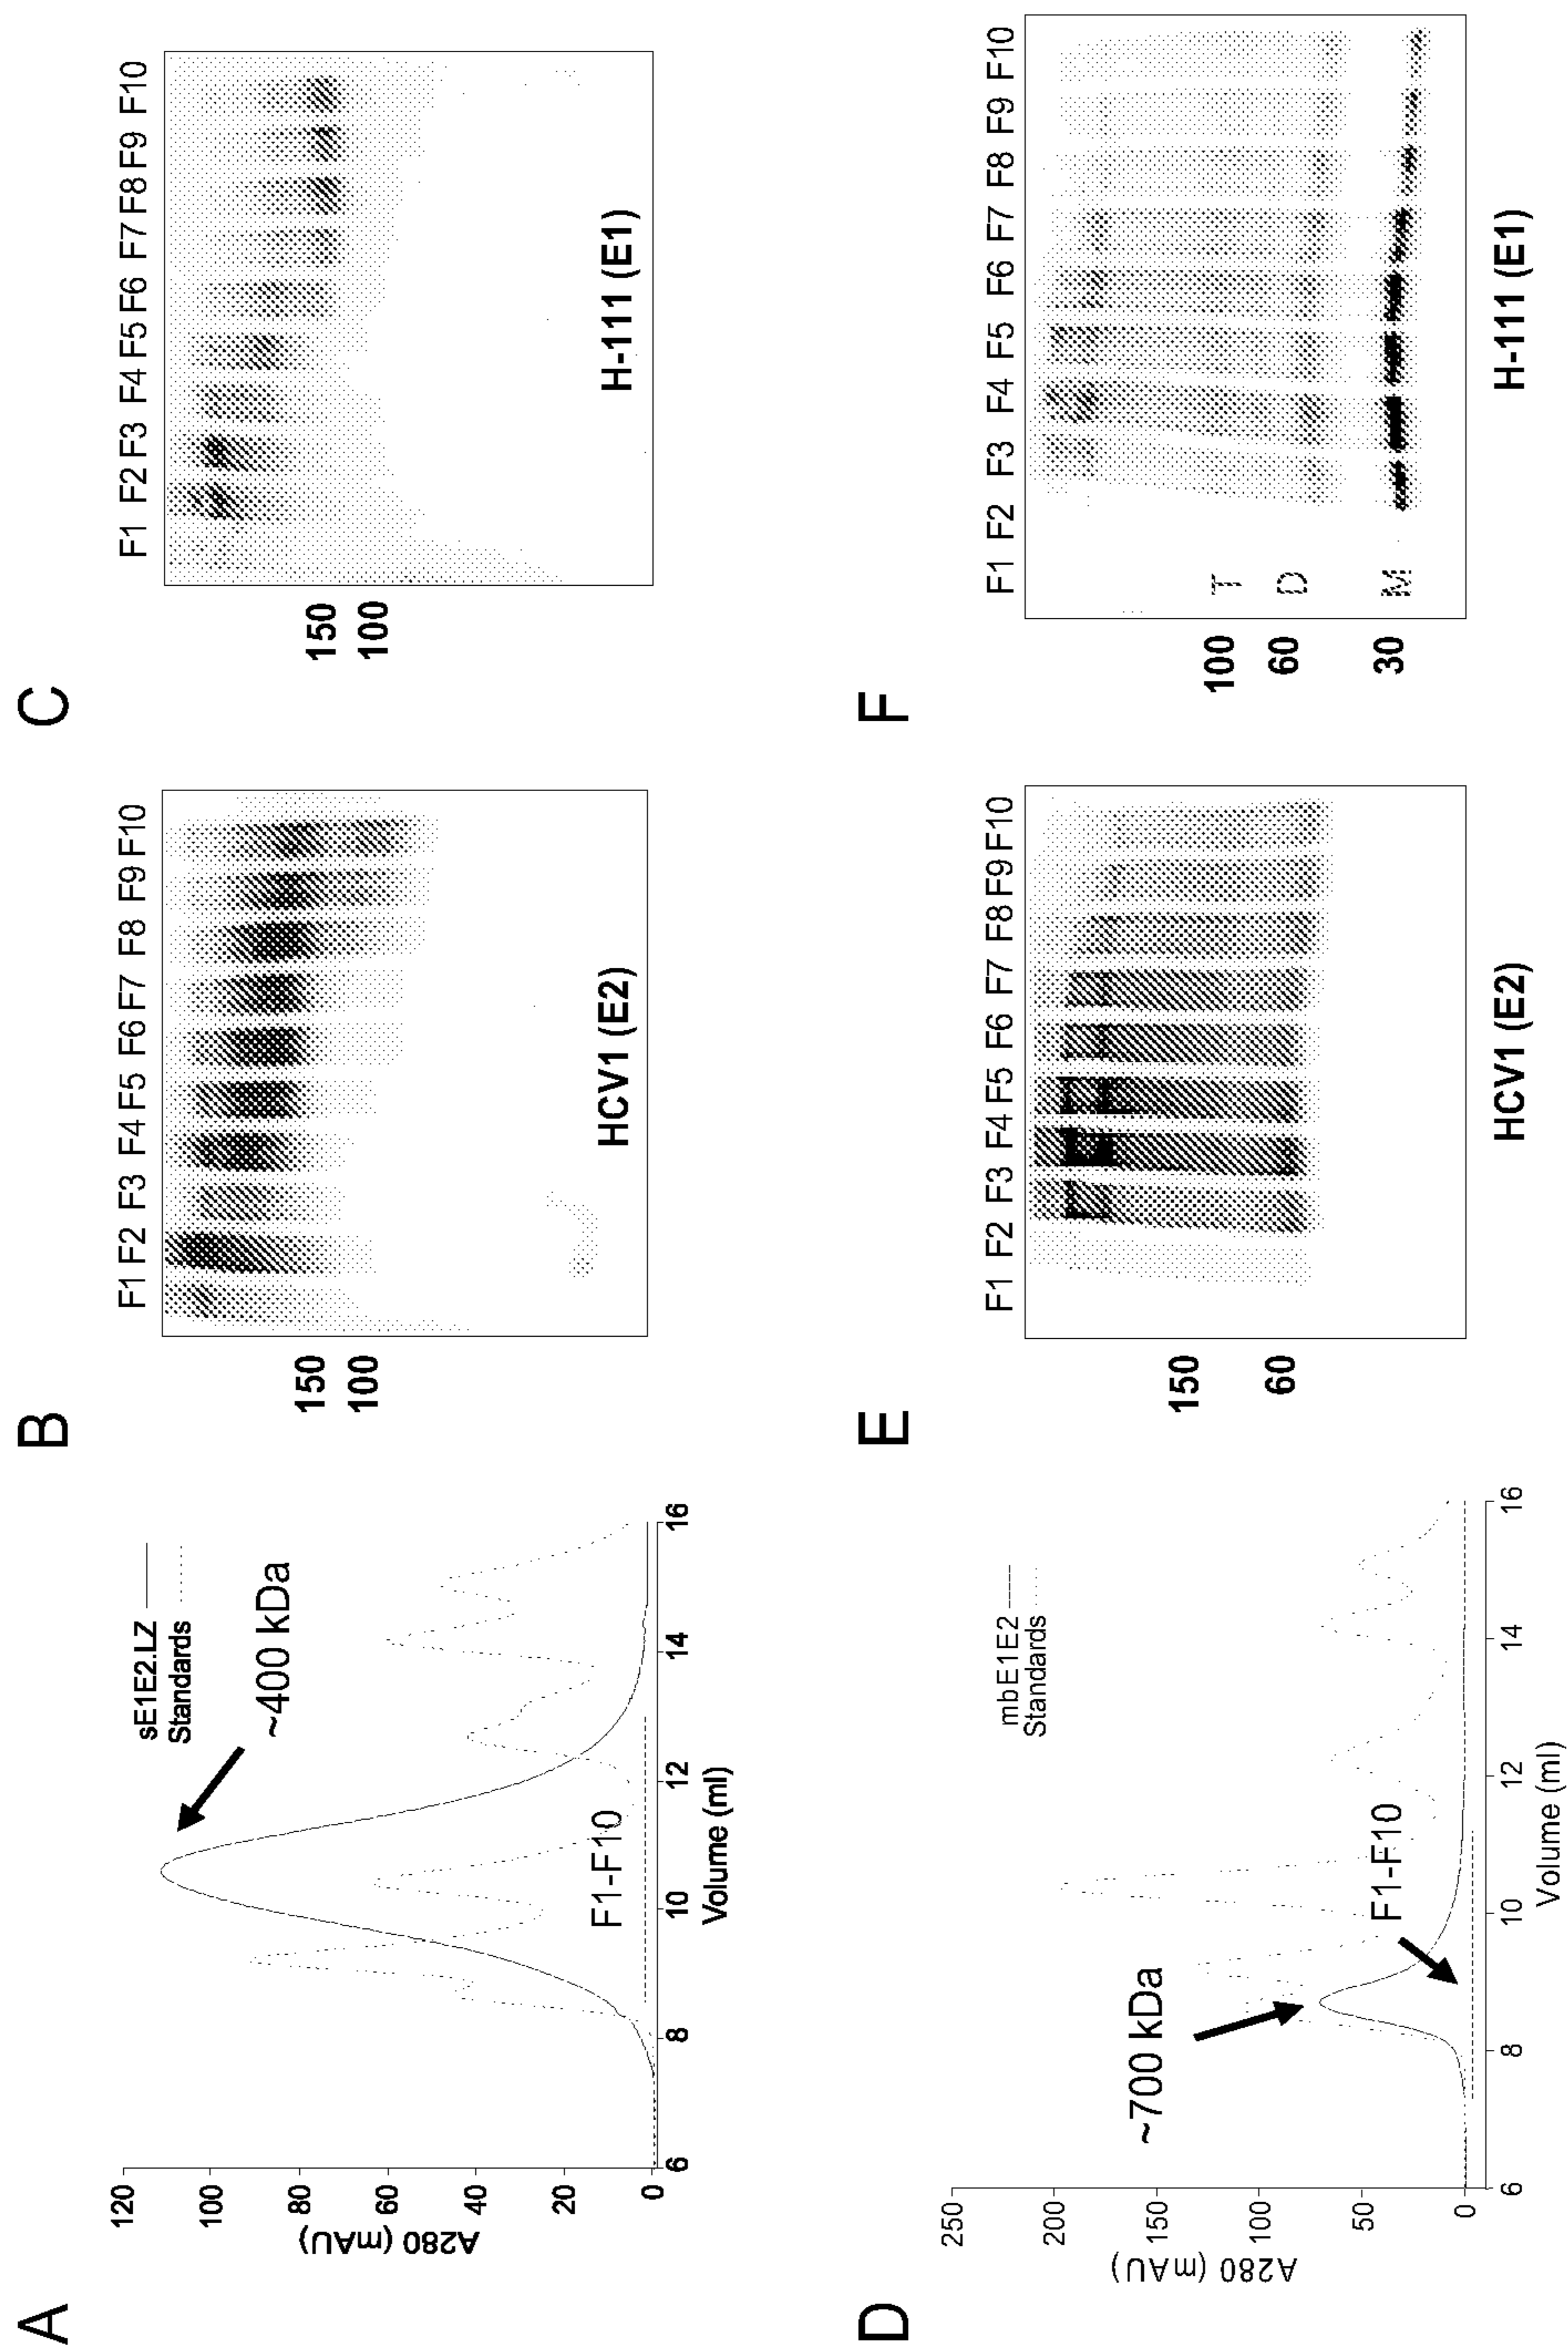 A
120
100
80
60
40
20
0
A280 (mAU)
6
8
10
12
14
16
Volume (ml)
sE1E2.LZ
Standards
~400 kDa
F1-F10
B
F1 F2 F3 F4 F5 F6 F7 F8 F9 F10
150
100
HCV1 (E2)
C
F1 F2 F3 F4 F5 F6 F7 F8 F9 F10
150
100
H-111 (E1)
D
250
200
150
100
50
0
A280 (mAU)
6
8
10
12
14
16
Volume (ml)
mbE1E2
Standards
~700 kDa
F1-F10
E
F1 F2 F3 F4 F5 F6 F7 F8 F9 F10
150
60
HCV1 (E2)
F
F1 F2 F3 F4 F5 F6 F7 F8 F9 F10
100
60
30
T
D
M
H-111 (E1)